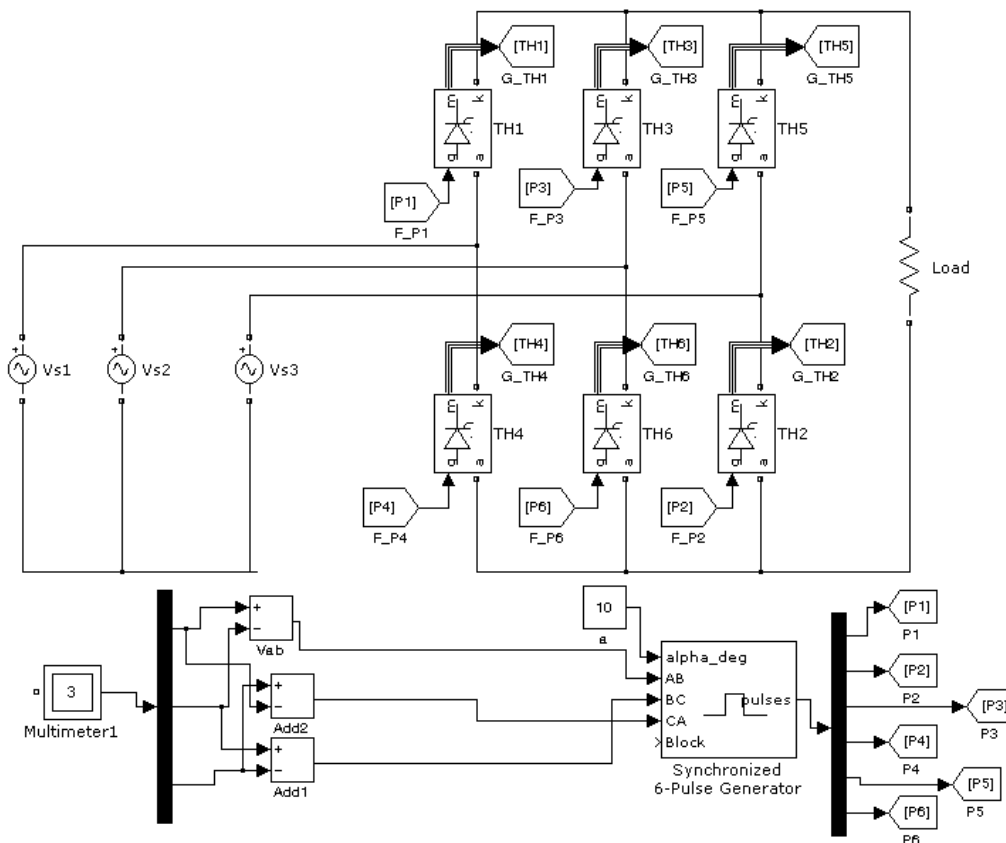 [TH1]
[TH3]
[TH5]
G_TH1
G_TH3
G_TH5
m k
m k
m k
TH1
TH3
TH5
g a
g a
g a
[P1]
[P3]
[P5]
F_P1
F_P3
F_P5
Load
+
+
+
Vs1
Vs2
Vs3
[TH4]
[TH6]
[TH2]
G_TH4
G_TH6
G_TH2
m k
m k
m k
TH4
TH6
TH2
g a
g a
g a
[P4]
[P6]
[P2]
F_P4
F_P6
F_P2
+
−
Vab
10
a
3
Multimeter1
+
−
Add2
+
−
Add1
alpha_deg
AB
BC
CA
Block
pulses
Synchronized
6-Pulse Generator
[P1]
P1
[P2]
P2
[P3]
P3
[P4]
P4
[P5]
P5
[P6]
P6